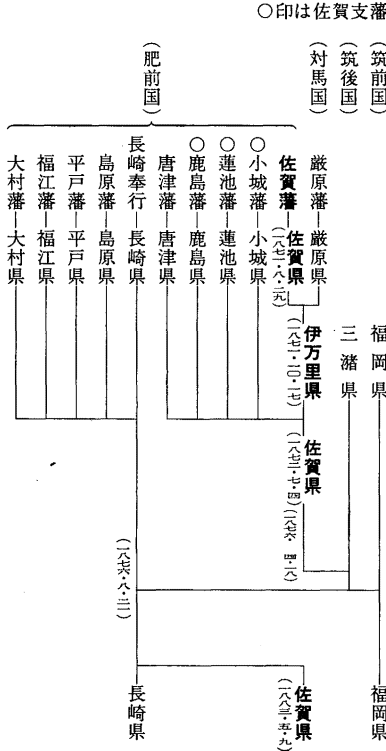 〇印は佐賀支藩
(筑前国) 福岡県 福岡県
(筑後国) 三潴県
(対馬国) 厳原藩 厳原県
伊万里県(一八七一・一〇・一七) 佐賀県(一八七二・七・四)(一八七六・四・一八)
佐賀藩 佐賀県(一八七一・八・二九) 佐賀県(一八八三・五・九)
(肥前国)
〇小城藩 小城県
〇蓮池藩 蓮池県
〇鹿島藩 鹿島県
唐津藩 唐津県
長崎奉行 長崎県 (一八七六・八・二一) 長崎県
島原藩 島原県
平戸藩 平戸県
福江藩 福江県
大村藩 大村県